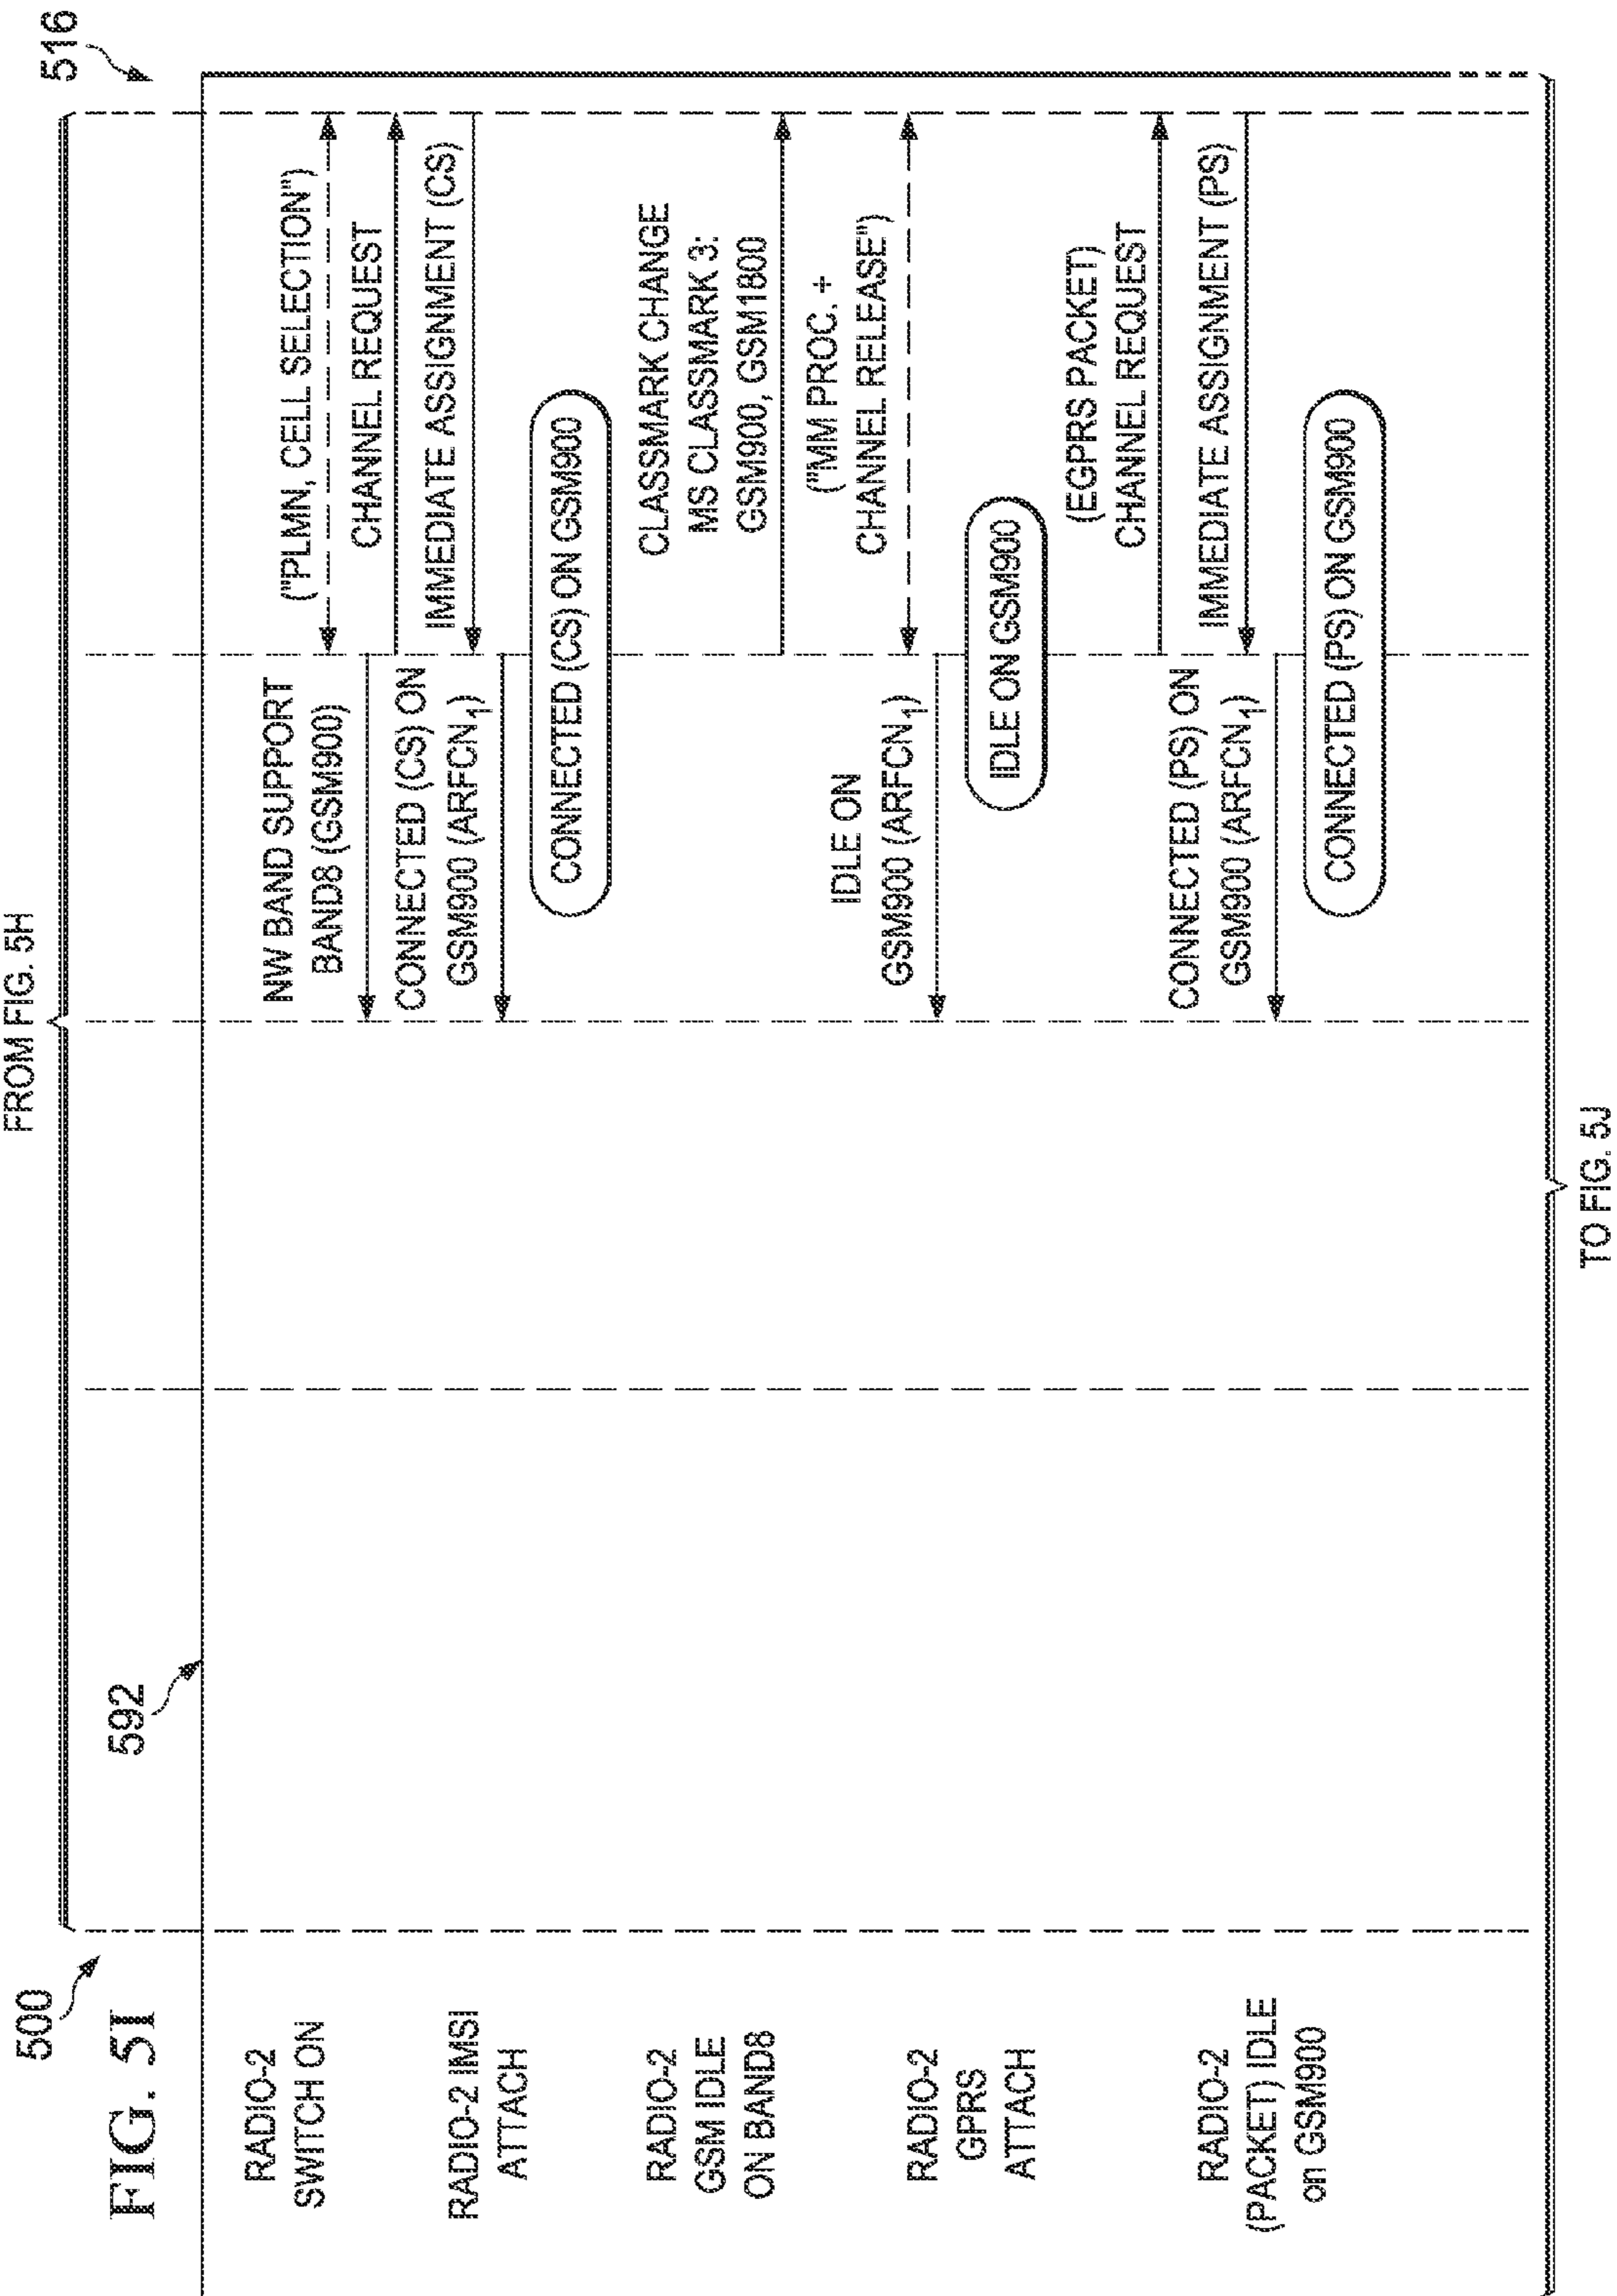 500
FIG. 5I
FROM FIG. 5H
516
592
RADIO-2
SWITCH ON
NW BAND SUPPORT
BAND8 (GSM900)
("PLMN, CELL SELECTION")
CHANNEL REQUEST
RADIO-2 IMSI
ATTACH
CONNECTED (CS) ON
GSM900 (ARFCN1)
IMMEDIATE ASSIGNMENT (CS)
CONNECTED (CS) ON GSM900
RADIO-2
GSM IDLE
ON BAND8
CLASSMARK CHANGE
MS CLASSMARK 3:
GSM900, GSM1800
("MM PROC. +
CHANNEL RELEASE")
RADIO-2
GPRS
ATTACH
IDLE ON
GSM900 (ARFCN1)
IDLE ON GSM900
(EGPRS PACKET)
CHANNEL REQUEST
RADIO-2
(PACKET) IDLE
on GSM900
CONNECTED (PS) ON
GSM900 (ARFCN1)
IMMEDIATE ASSIGNMENT (PS)
CONNECTED (PS) ON GSM900
TO FIG. 5J